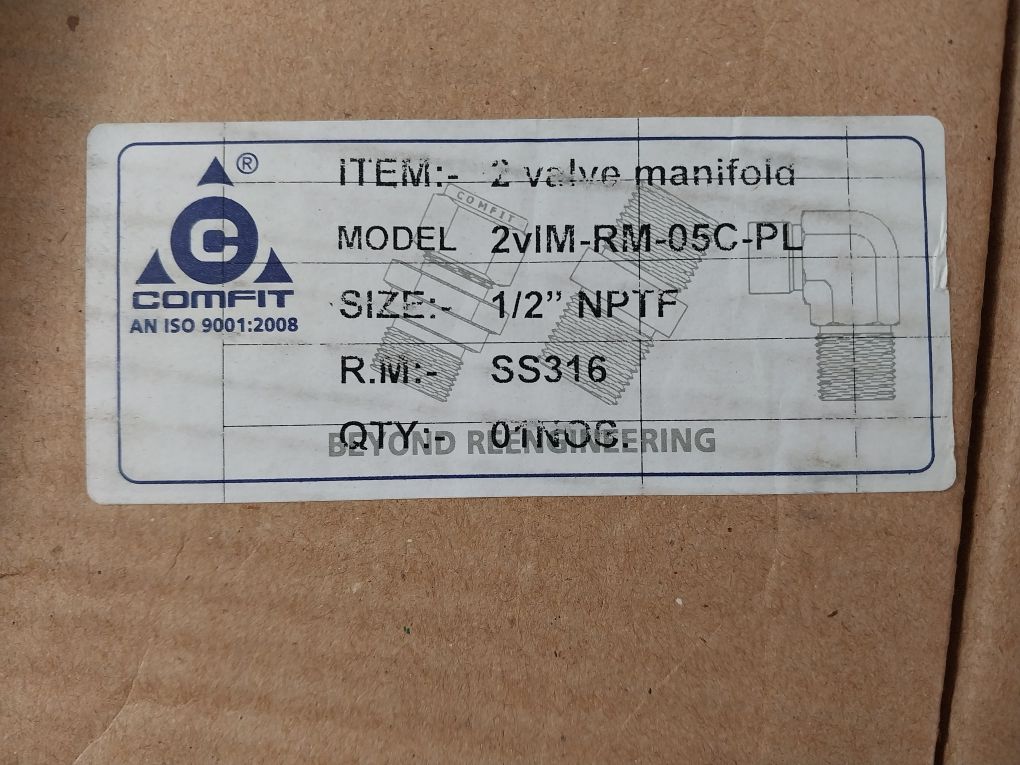 ®
C
COMFIT
AN ISO 9001:2008
ITEM:- 2 valve manifold
COMFIT
MODEL 2vIM-RM-05C-PL
SIZE:- 1/2” NPTF
R.M:- SS316
QTY:- 01NOS.
BEYOND REENGINEERING